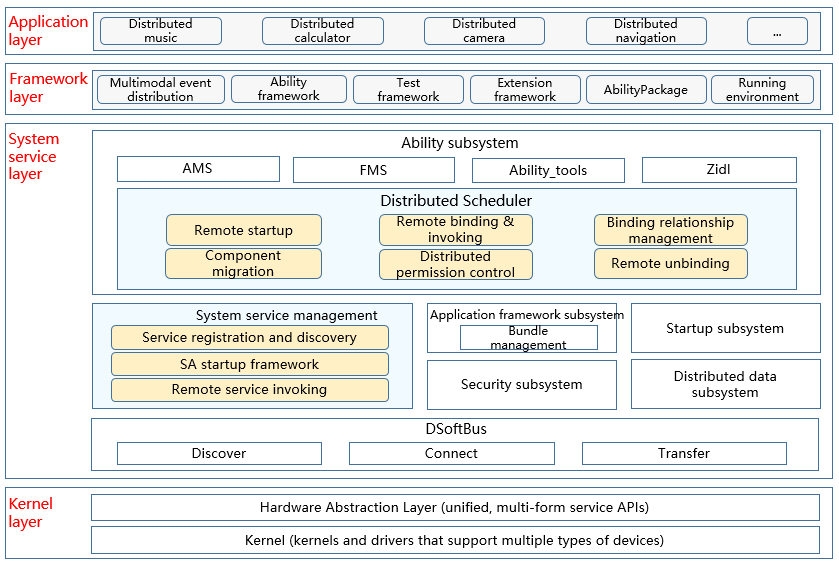 Application
layer
Distributed
music
Distributed
calculator
Distributed
camera
Distributed
navigation
...
Framework
layer
Multimodal event
distribution
Ability
framework
Test
framework
Extension
framework
AbilityPackage
Running
environment
System
service
layer
Ability subsystem
AMS
FMS
Ability_tools
Zidl
Distributed Scheduler
Remote startup
Remote binding &
invoking
Binding relationship
management
Component
migration
Distributed
permission control
Remote unbinding
System service management
Service registration and discovery
SA startup framework
Remote service invoking
Application framework subsystem
Bundle
management
Startup subsystem
Security subsystem
Distributed data
subsystem
DSoftBus
Discover
Connect
Transfer
Kernel
layer
Hardware Abstraction Layer (unified, multi-form service APIs)
Kernel (kernels and drivers that support multiple types of devices)